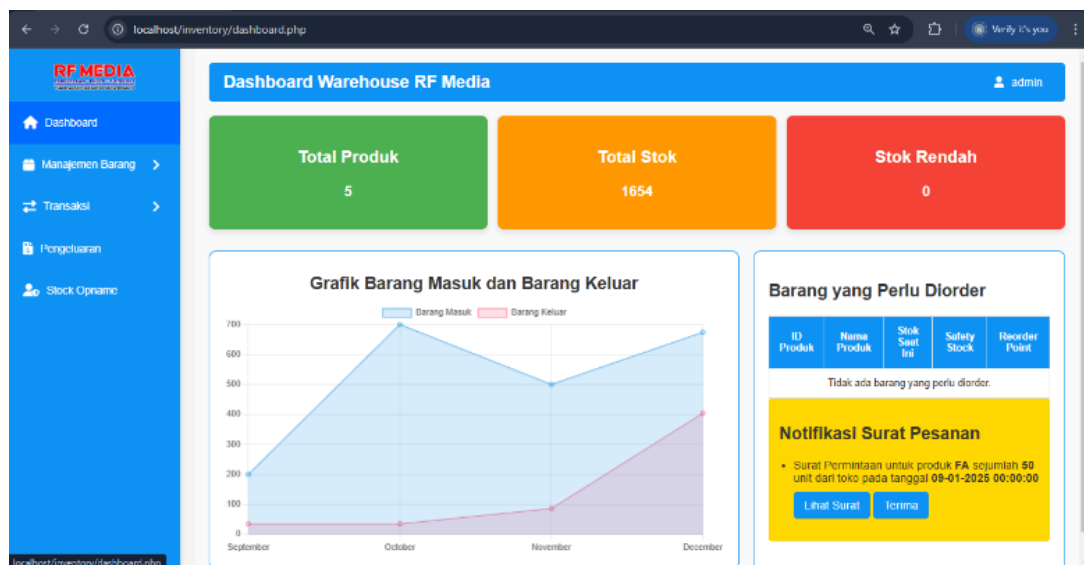 localhost/inventory/dashboard.php
Verify it's you
RF MEDIA
Dashboard Warehouse RF Media
admin
Dashboard
Manajemen Barang
Transaksi
Pengeluaran
Stock Opname
Total Produk
5
Total Stok
1654
Stok Rendah
0
Grafik Barang Masuk dan Barang Keluar
Barang Masuk
Barang Keluar
700
600
500
400
300
200
100
0
September
October
November
December
Barang yang Perlu Diorder
ID Produk
Nama Produk
Stok Saat Ini
Safety Stock
Reorder Point
Tidak ada barang yang perlu diorder.
Notifikasi Surat Pesanan
• Surat Permintaan untuk produk FA sejumlah 50
unit dari toko pada tanggal 09-01-2025 00:00:00
Lihat Surat
Terima
localhost/inventory/dashboard.php